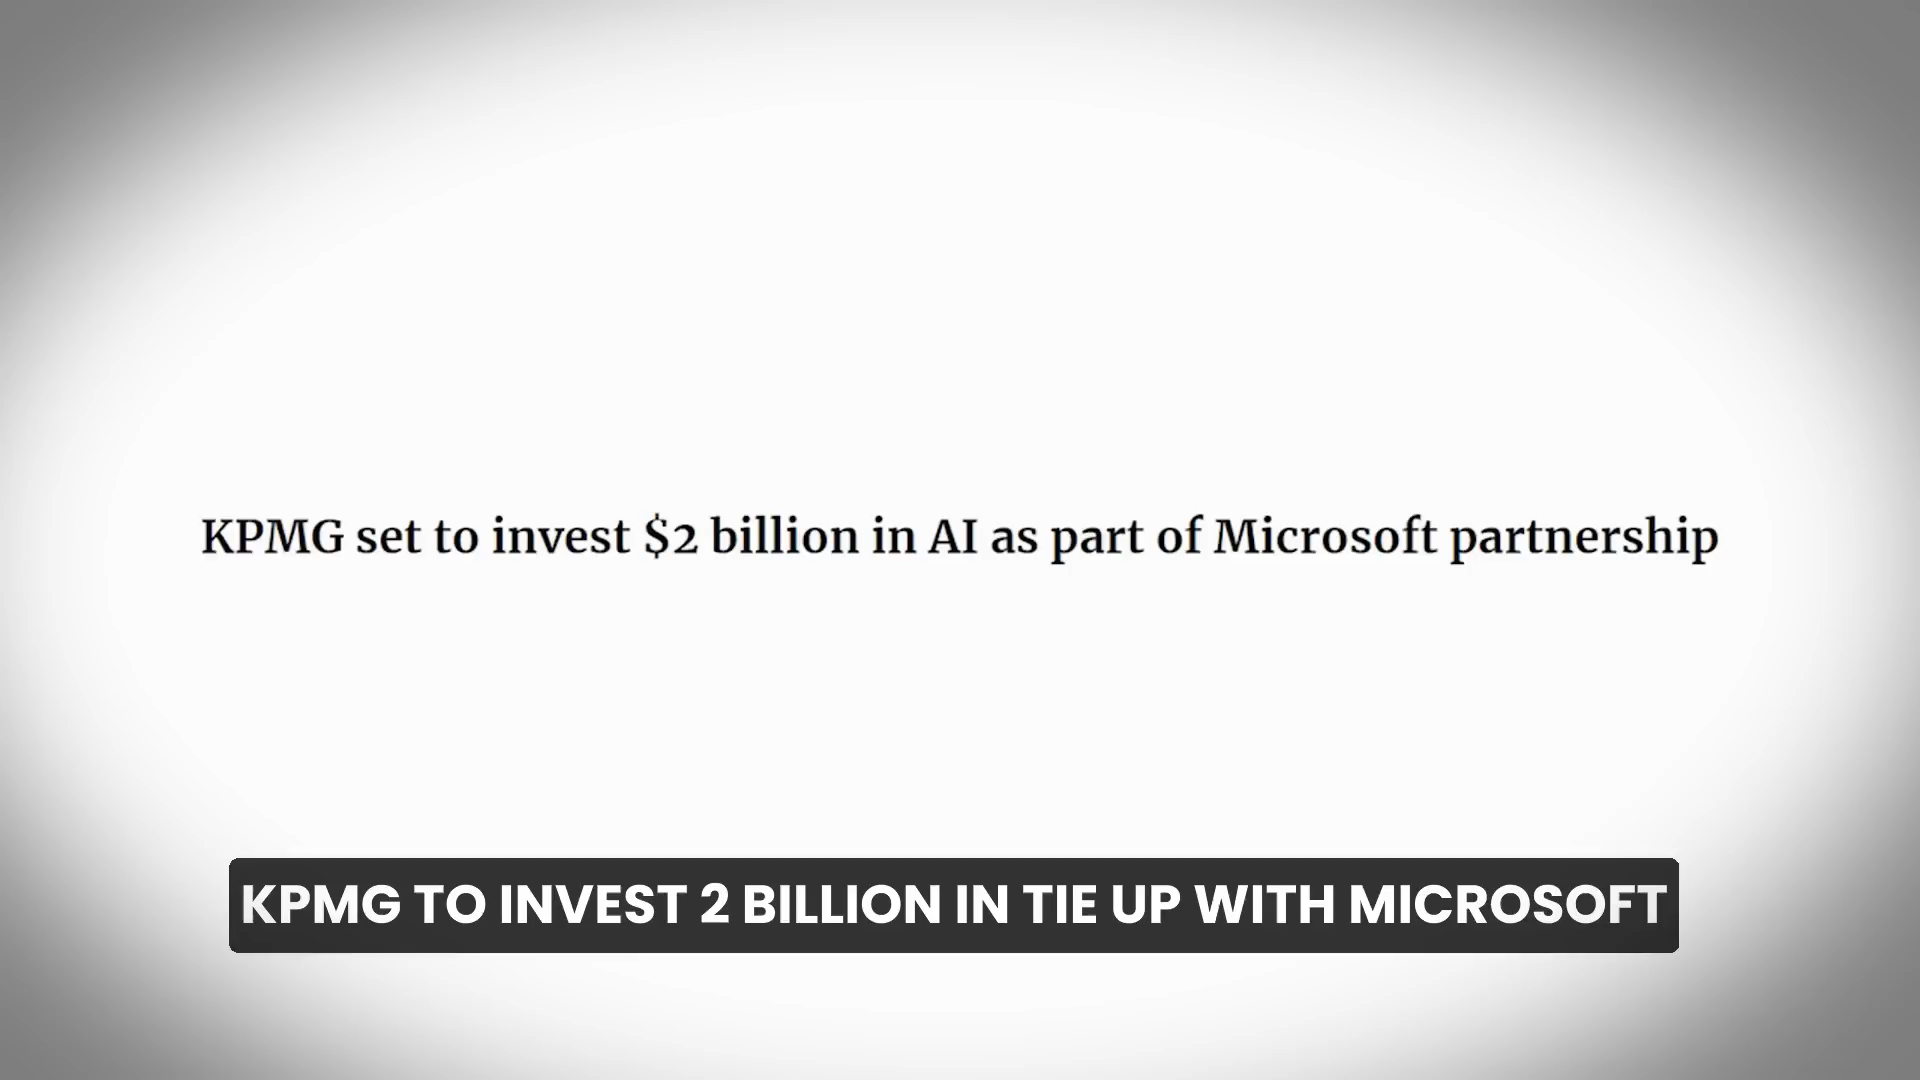 KPMG set to invest $2 billion in AI as part of Microsoft partnership
KPMG TO INVEST 2 BILLION IN TIE UP WITH MICROSOFT